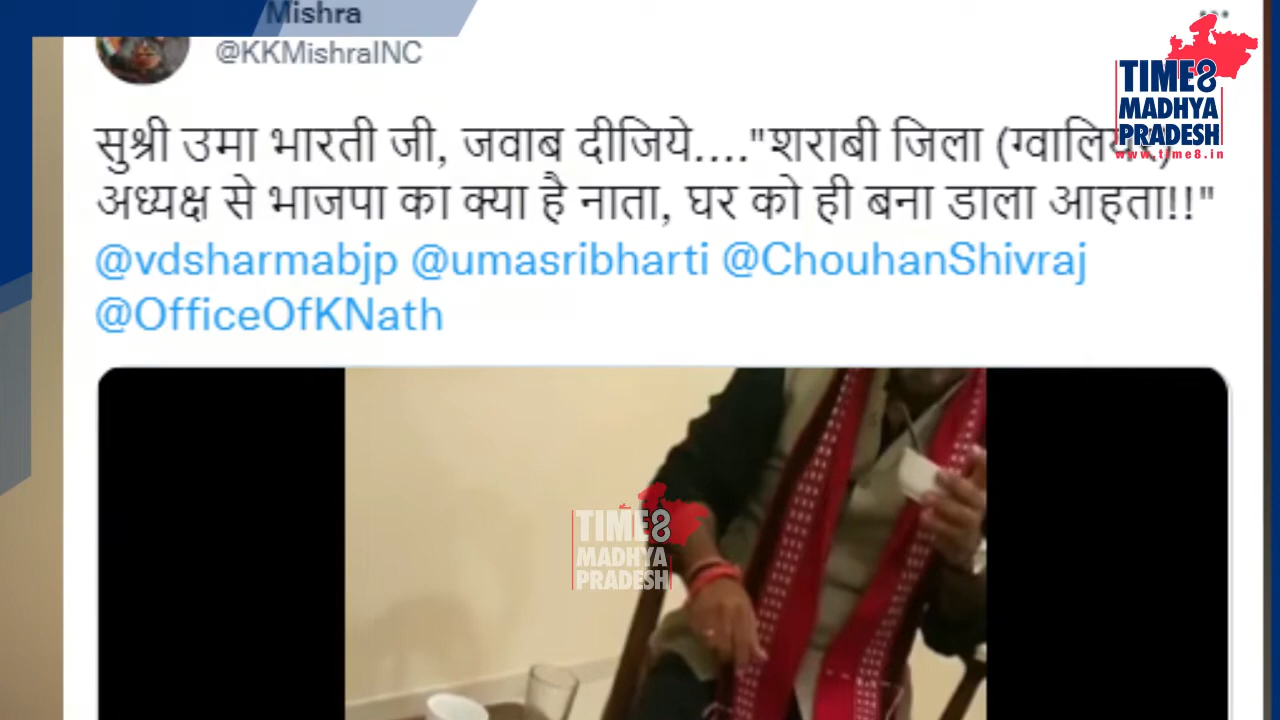 Mishra
@KKMishraINC
सुश्री उमा भारती जी, जवाब दीजिये...."शराबी जिला
अध्यक्ष से भाजपा का क्या है नाता, घर को ही बना डाला आहता!!"
@vdsharmabjp @umasribharti @ChouhanShivraj
@OfficeOfKNath
TIME8
MADHYA
PRADESH
www.time8.in
TIME8
MADHYA
PRADESH